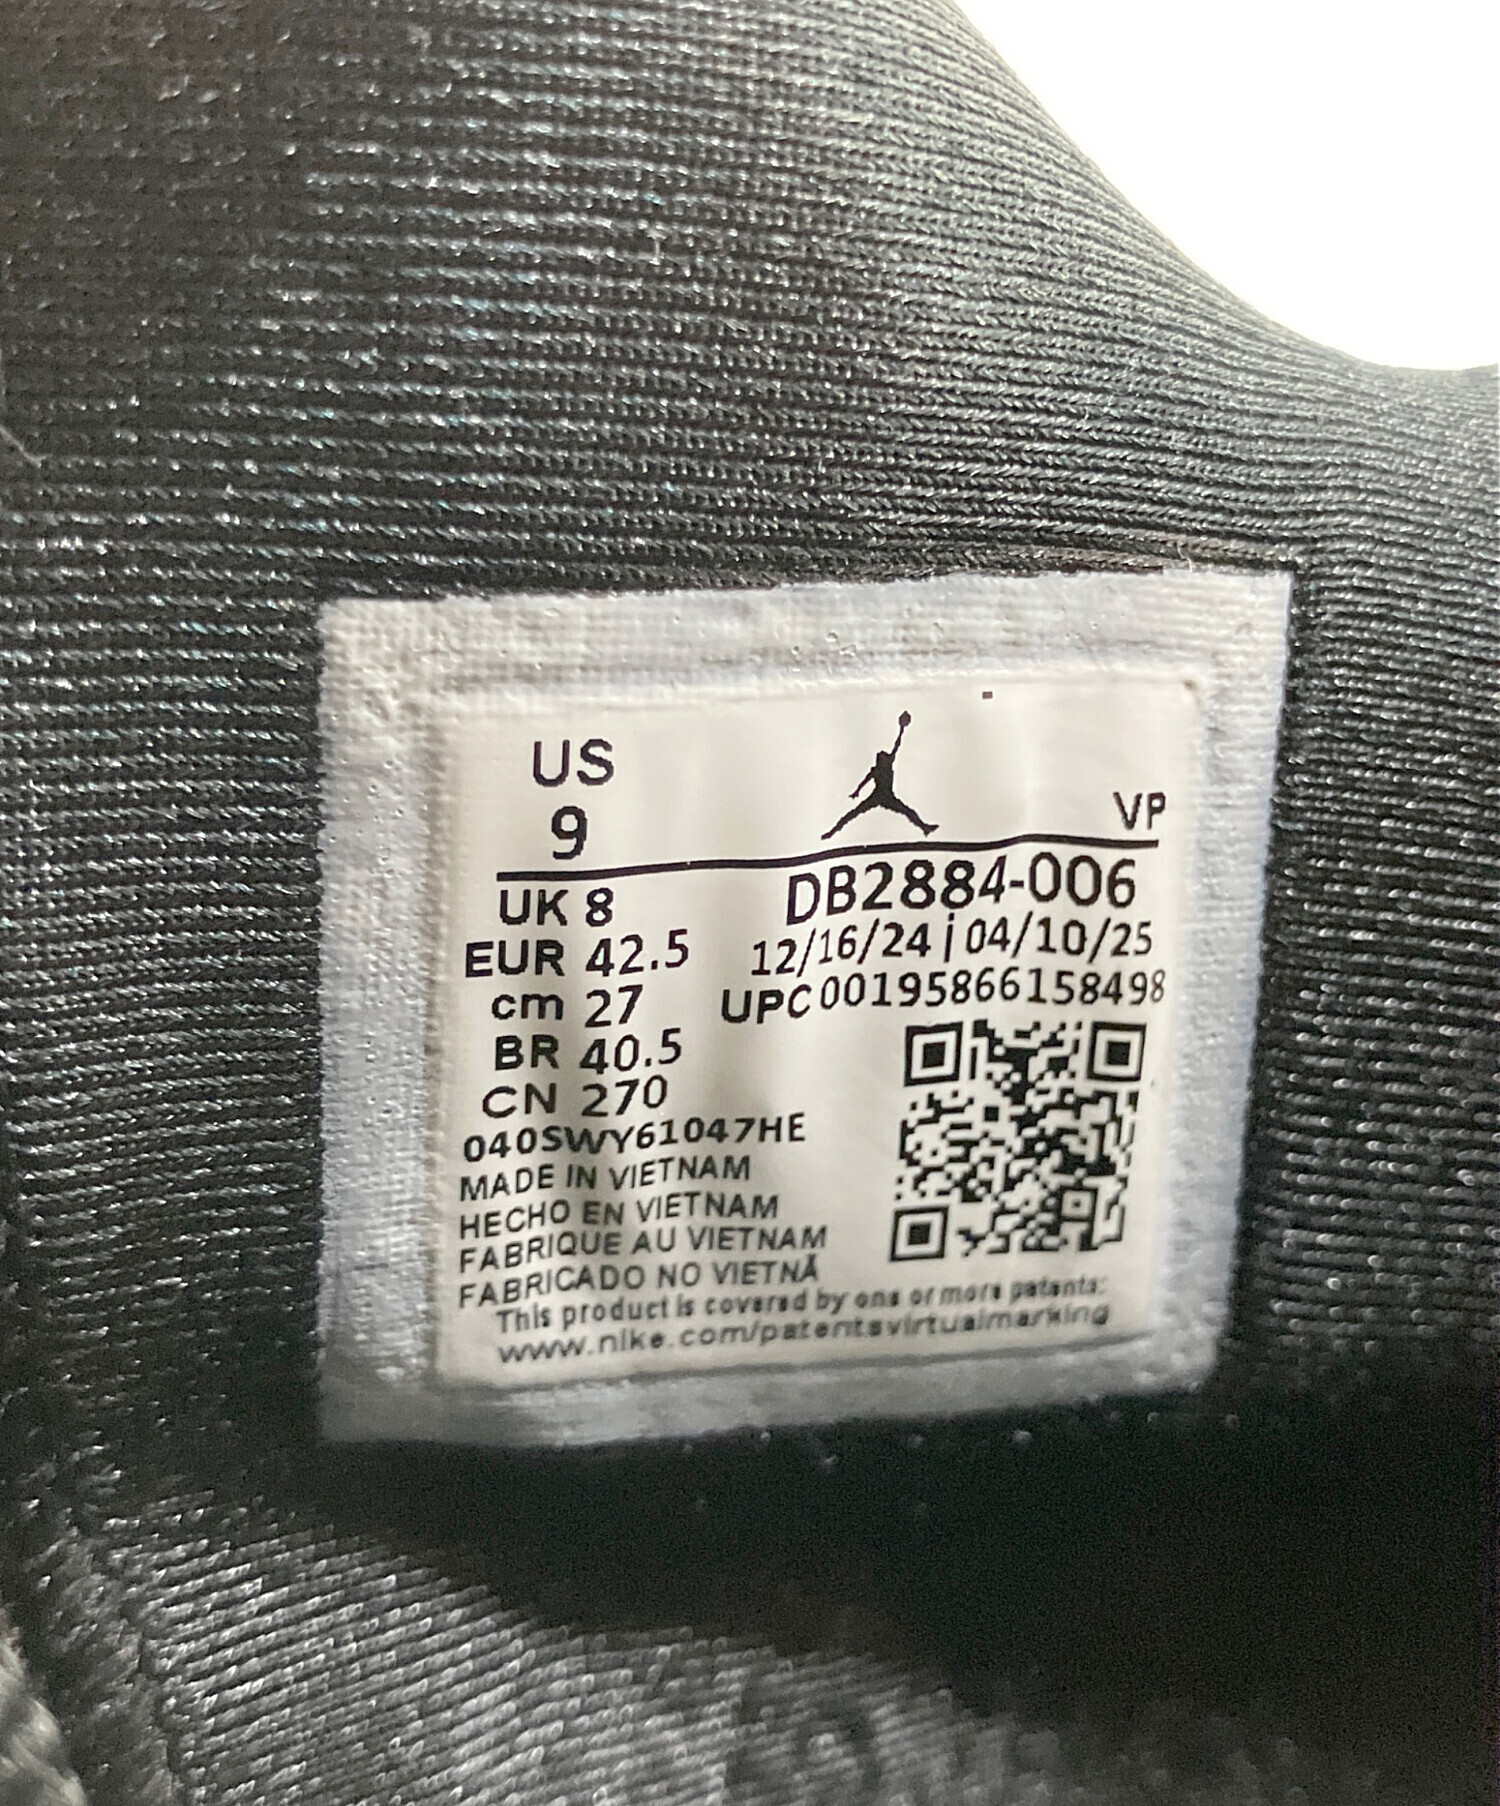 US
9
VP
DB2884-006
UK 8
12/16/24 | 04/10/25
EUR 42.5
UPC001958661​58498
cm 27
BR 40.5
CN 270
040SWY61047HE
MADE IN VIETNAM
HECHO EN VIETNAM
FABRIQUE AU VIETNAM
FABRICADO NO VIETNÃ
This product is covered by one or more patents:
www.nike.com/patentsvirtualmarking